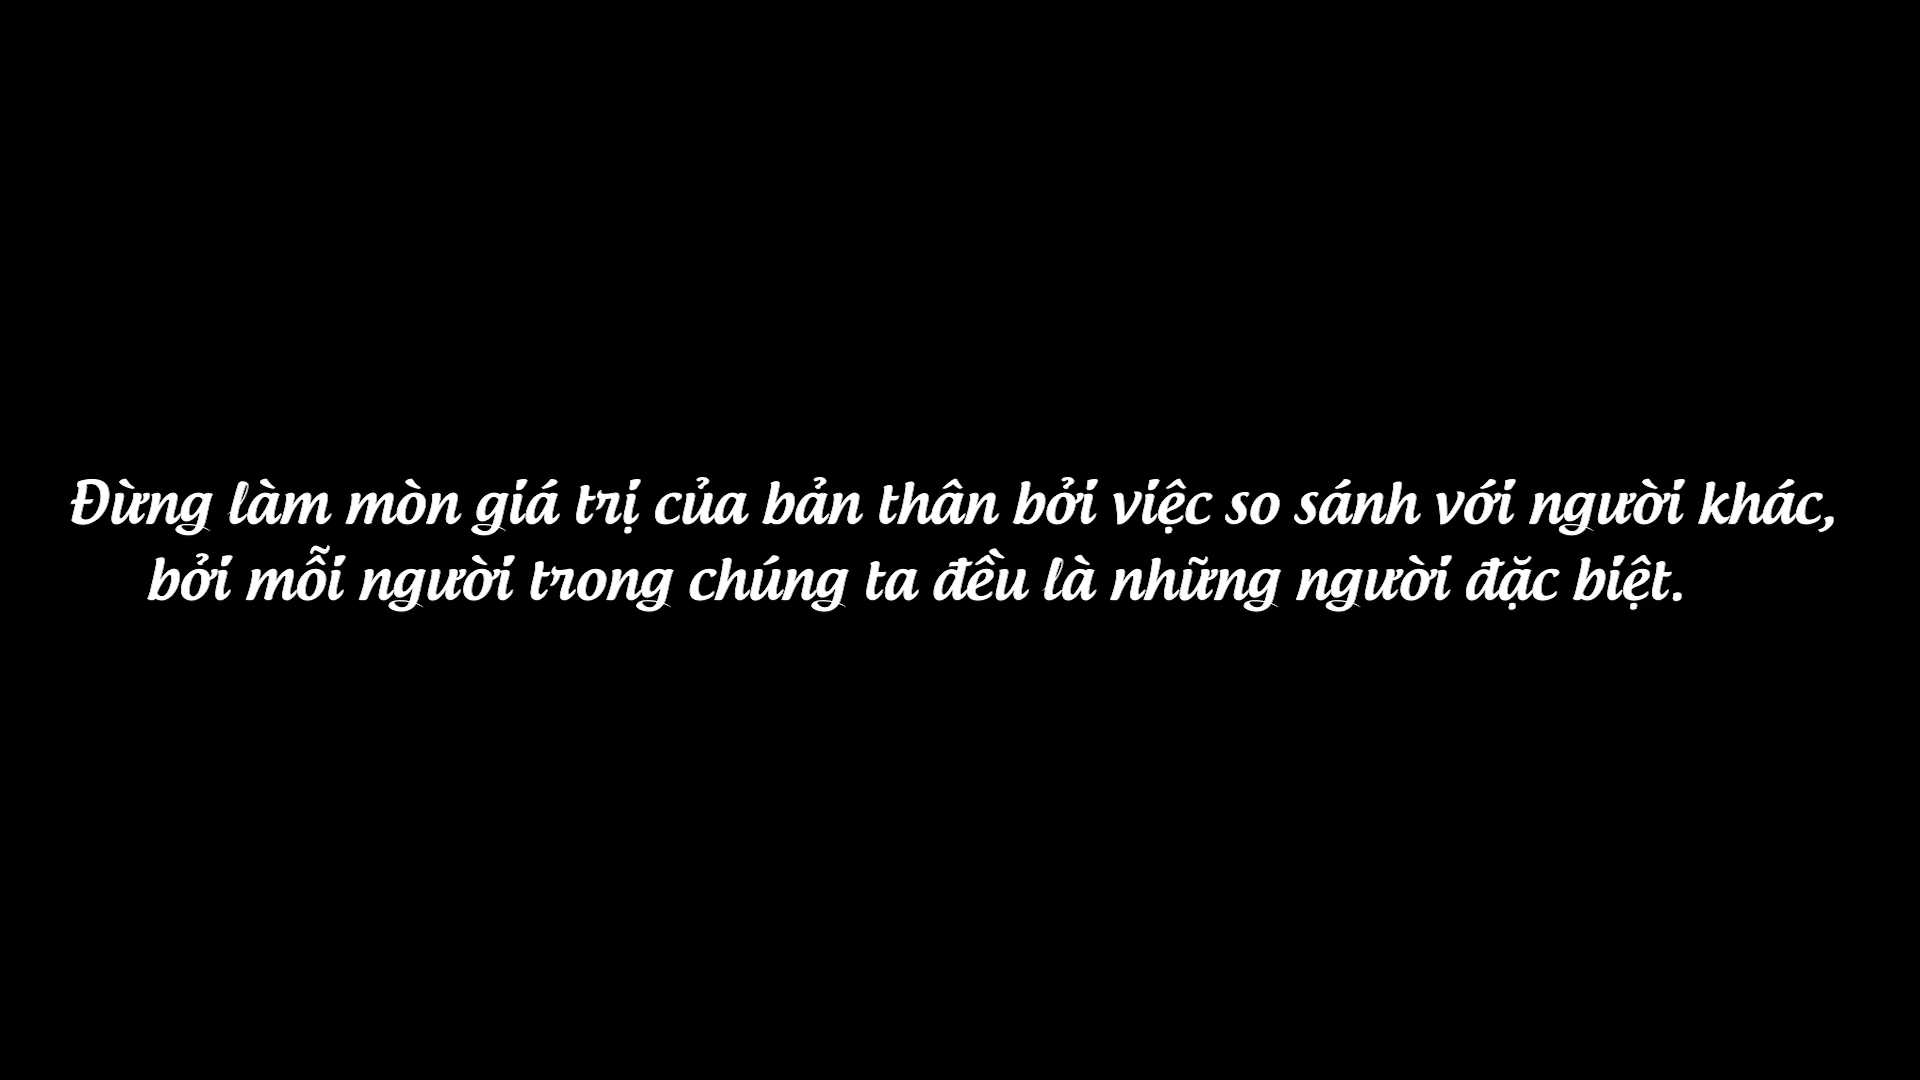 Đừng làm mòn giá trị của bản thân bởi việc so sánh với người khác,
bởi mỗi người trong chúng ta đều là những người đặc biệt.